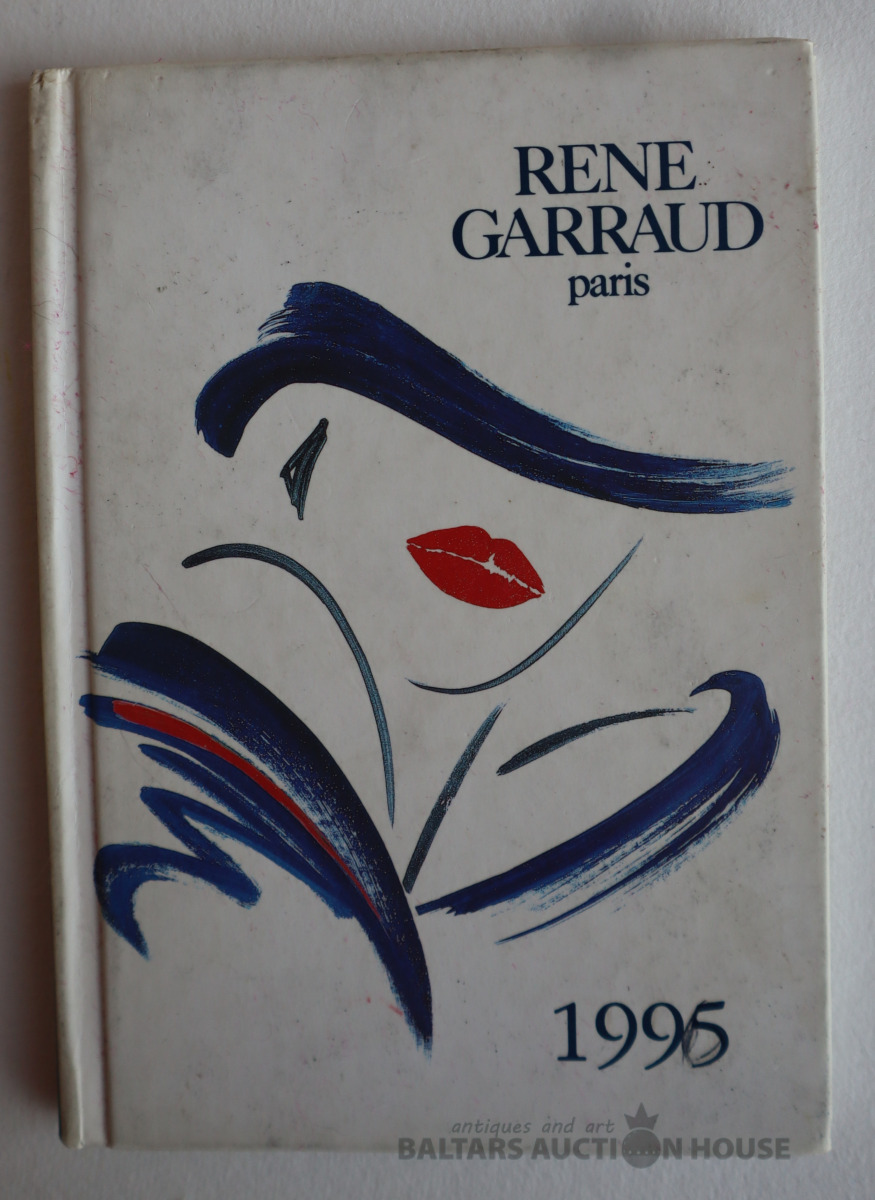 RENE
GARRAUD
paris
1995
antiques and art
BALTARS AUCTION HOUSE